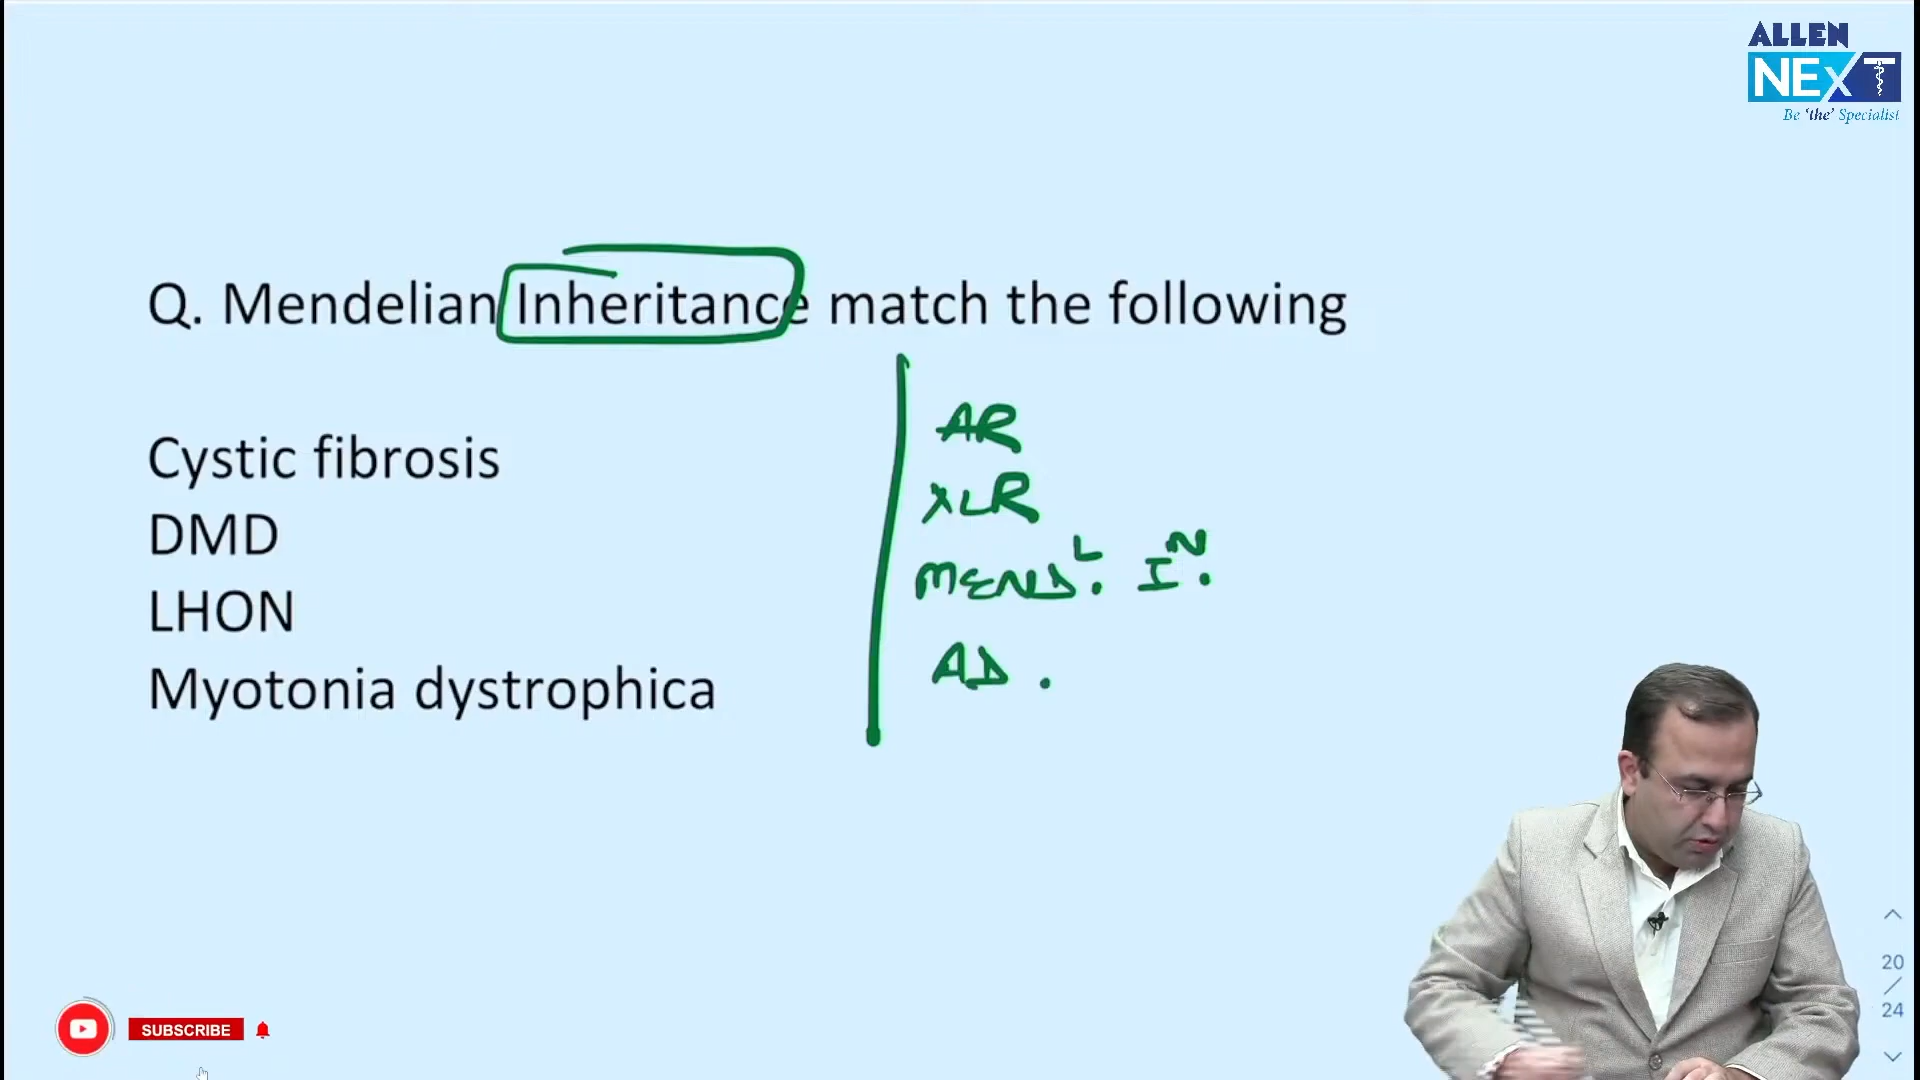 ALLEN
NEXT
Be 'the' Specialist
Q. Mendelian Inheritance match the following
Cystic fibrosis
DMD
LHON
Myotonia dystrophica
AR
XLR
MEND^L. I^N.
AD.
SUBSCRIBE
20
/
24